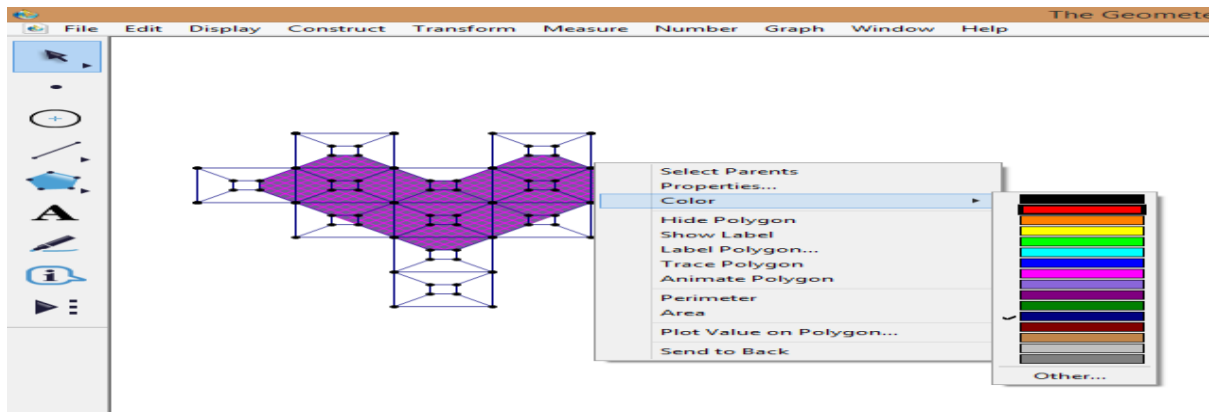 The Geomete
File Edit Display Construct Transform Measure Number Graph Window Help
A
i
Select Parents
Properties...
Color
Hide Polygon
Show Label
Label Polygon...
Trace Polygon
Animate Polygon
Perimeter
Area
Plot Value on Polygon...
Send to Back
Other...